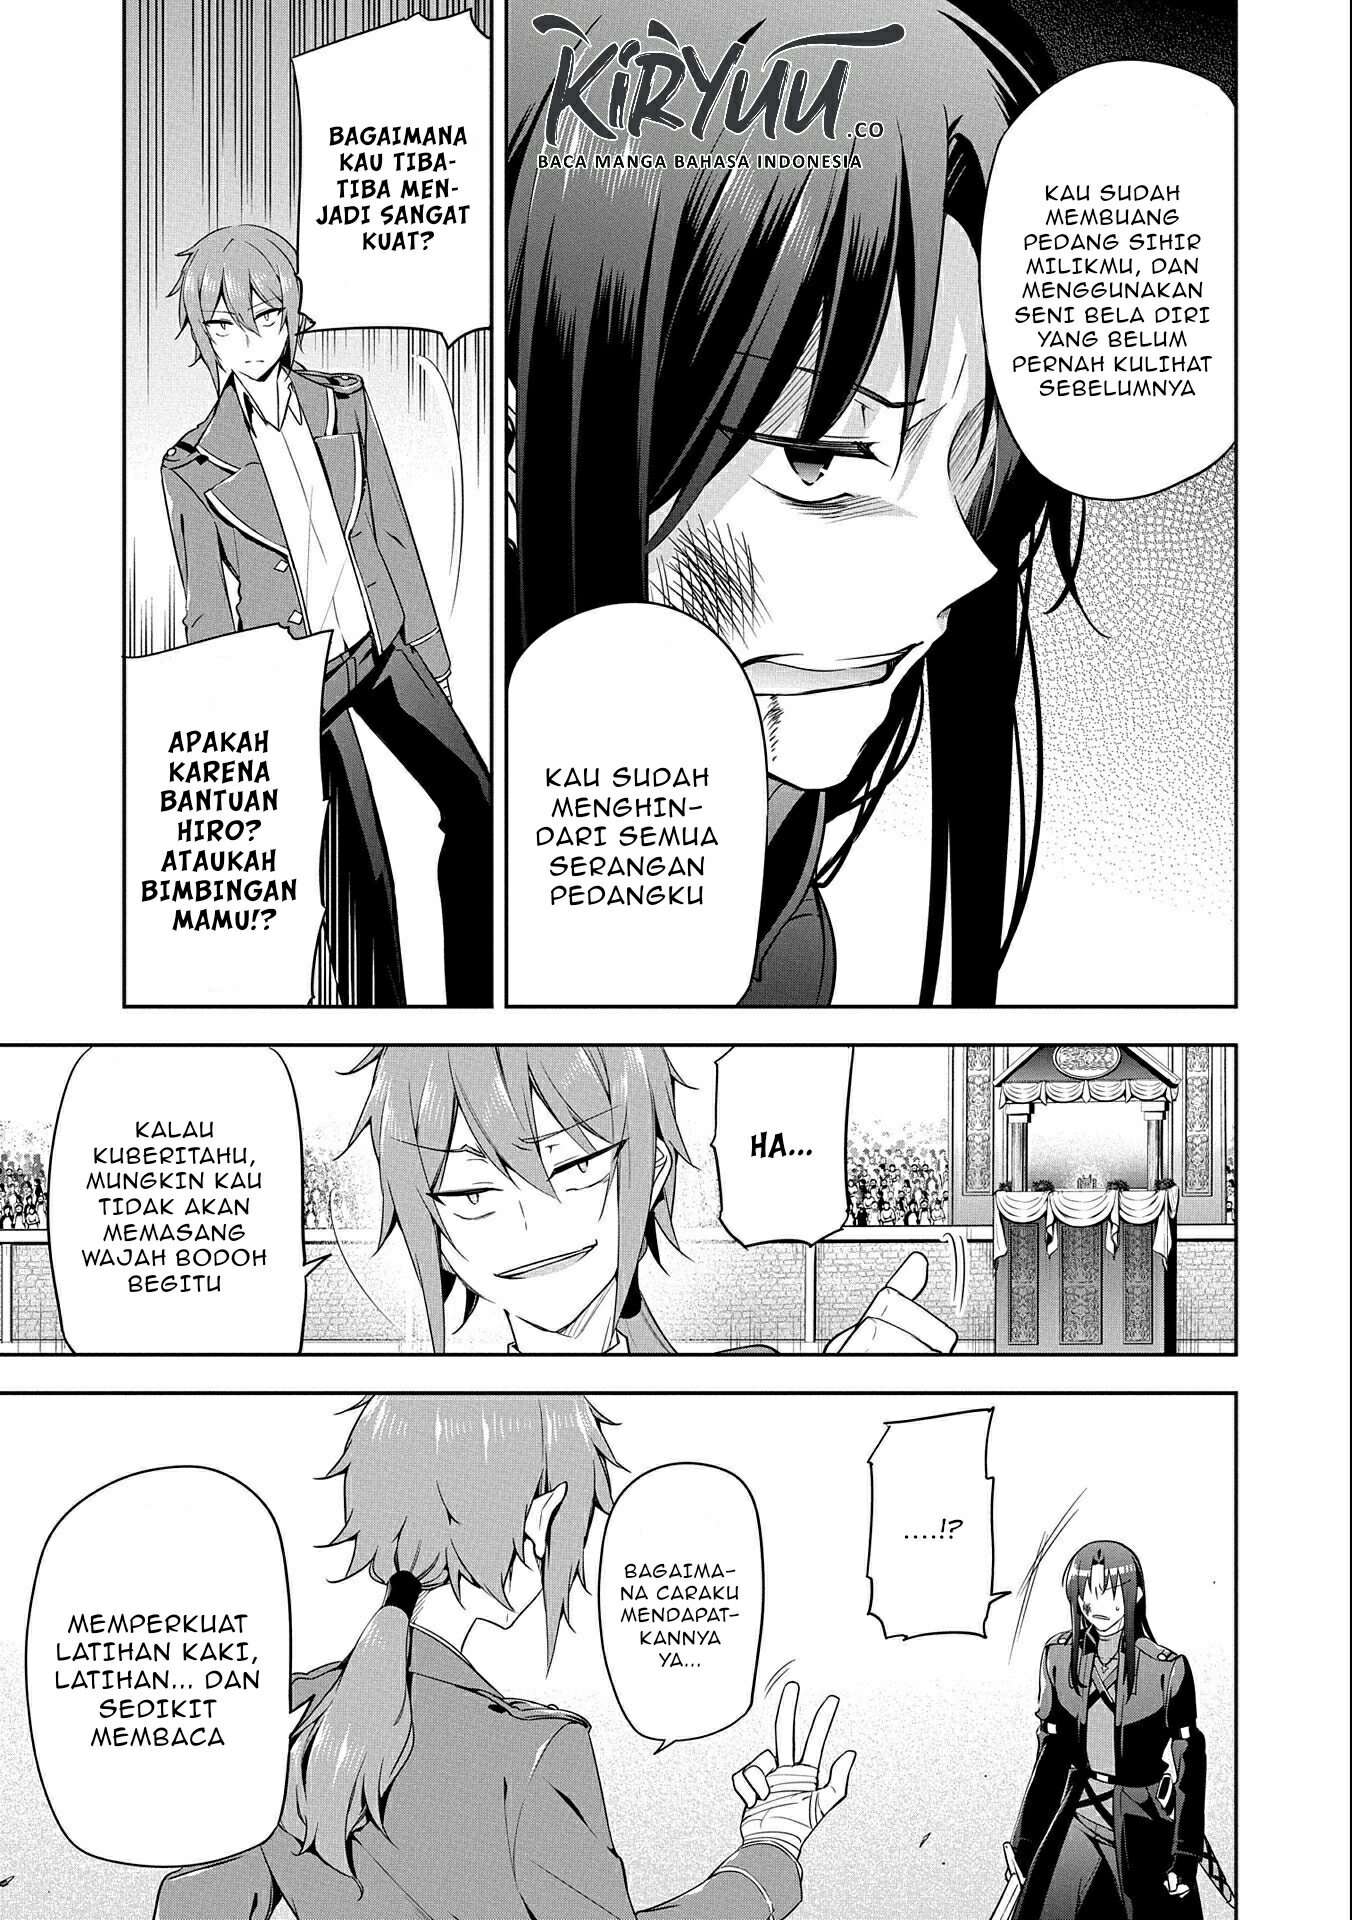 KIRYUU
.CO
BACA MANGA BAHASA INDONESIA
KAU SUDAH
MEMBUANG
PEDANG SIHIR
MILIKMU, DAN
MENGGUNAKAN
SENI BELA DIRI
YANG BELUM
PERNAH KULIHAT
SEBELUMNYA
KAU SUDAH
MENGHIN-
DARI SEMUA
SERANGAN
PEDANGKU
BAGAIMANA
KAU TIBA-
TIBA MEN-
JADI SANGAT
KUAT?
APAKAH
KARENA
BANTUAN
HIRO?
ATAUKAH
BIMBINGAN
MAMU!?
HA...
KALAU
KUBERITAHU,
MUNGKIN KAU
TIDAK AKAN
MEMASANG
WAJAH BODOH
BEGITU
....!?
BAGAIMA-
NA CARAKU
MENDAPAT-
KANNYA
YA...
MEMPERKUAT
LATIHAN KAKI,
LATIHAN... DAN
SEDIKIT
MEMBACA